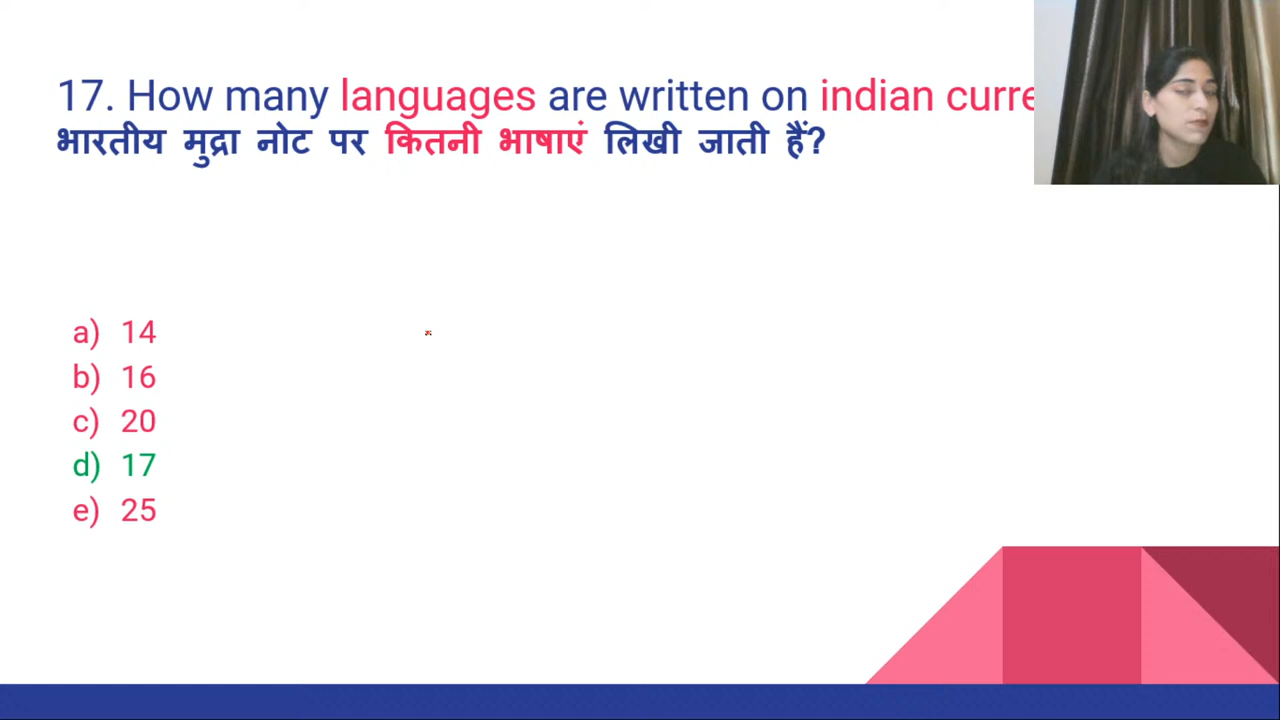 17. How many languages are written on indian curre
भारतीय मुद्रा नोट पर कितनी भाषाएं लिखी जाती हैं?
a) 14
b) 16
c) 20
d) 17
e) 25